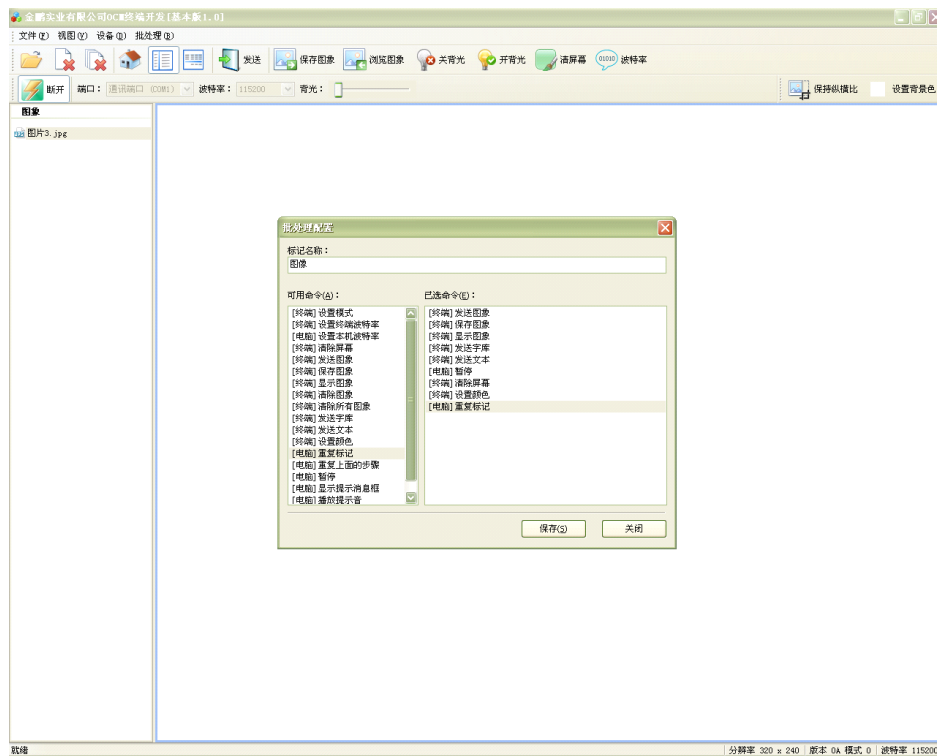 金鹏实业有限公司OCM终端开发[基本版1.0]
文件(F) 视图(V) 设备(D) 批处理(B)
发送 保存图象 浏览图象 关背光 开背光 清屏幕 01010 波特率
断开 端口： 通讯端口 (COM1) 波特率： 115200 背光： 保持纵横比 设置背景色
图象
图片3.jpg
批处理配置
标记名称：
图像
可用命令(A)：
[终端]设置模式
[终端]设置终端波特率
[电脑]设置本机波特率
[终端]清除屏幕
[终端]发送图象
[终端]保存图象
[终端]显示图象
[终端]清除图象
[终端]清除所有图象
[终端]发送字库
[终端]发送文本
[终端]设置颜色
[电脑]重复标记
[电脑]重复上面的步骤
[电脑]暂停
[电脑]显示提示消息框
[电脑]播放提示音
已选命令(E)：
[终端]发送图象
[终端]保存图象
[终端]显示图象
[终端]发送字库
[终端]发送文本
[电脑]暂停
[终端]清除屏幕
[终端]设置颜色
[电脑]重复标记
保存(S) 关闭
就绪 分辨率 320 x 240 版本 0A 模式 0 波特率 115200